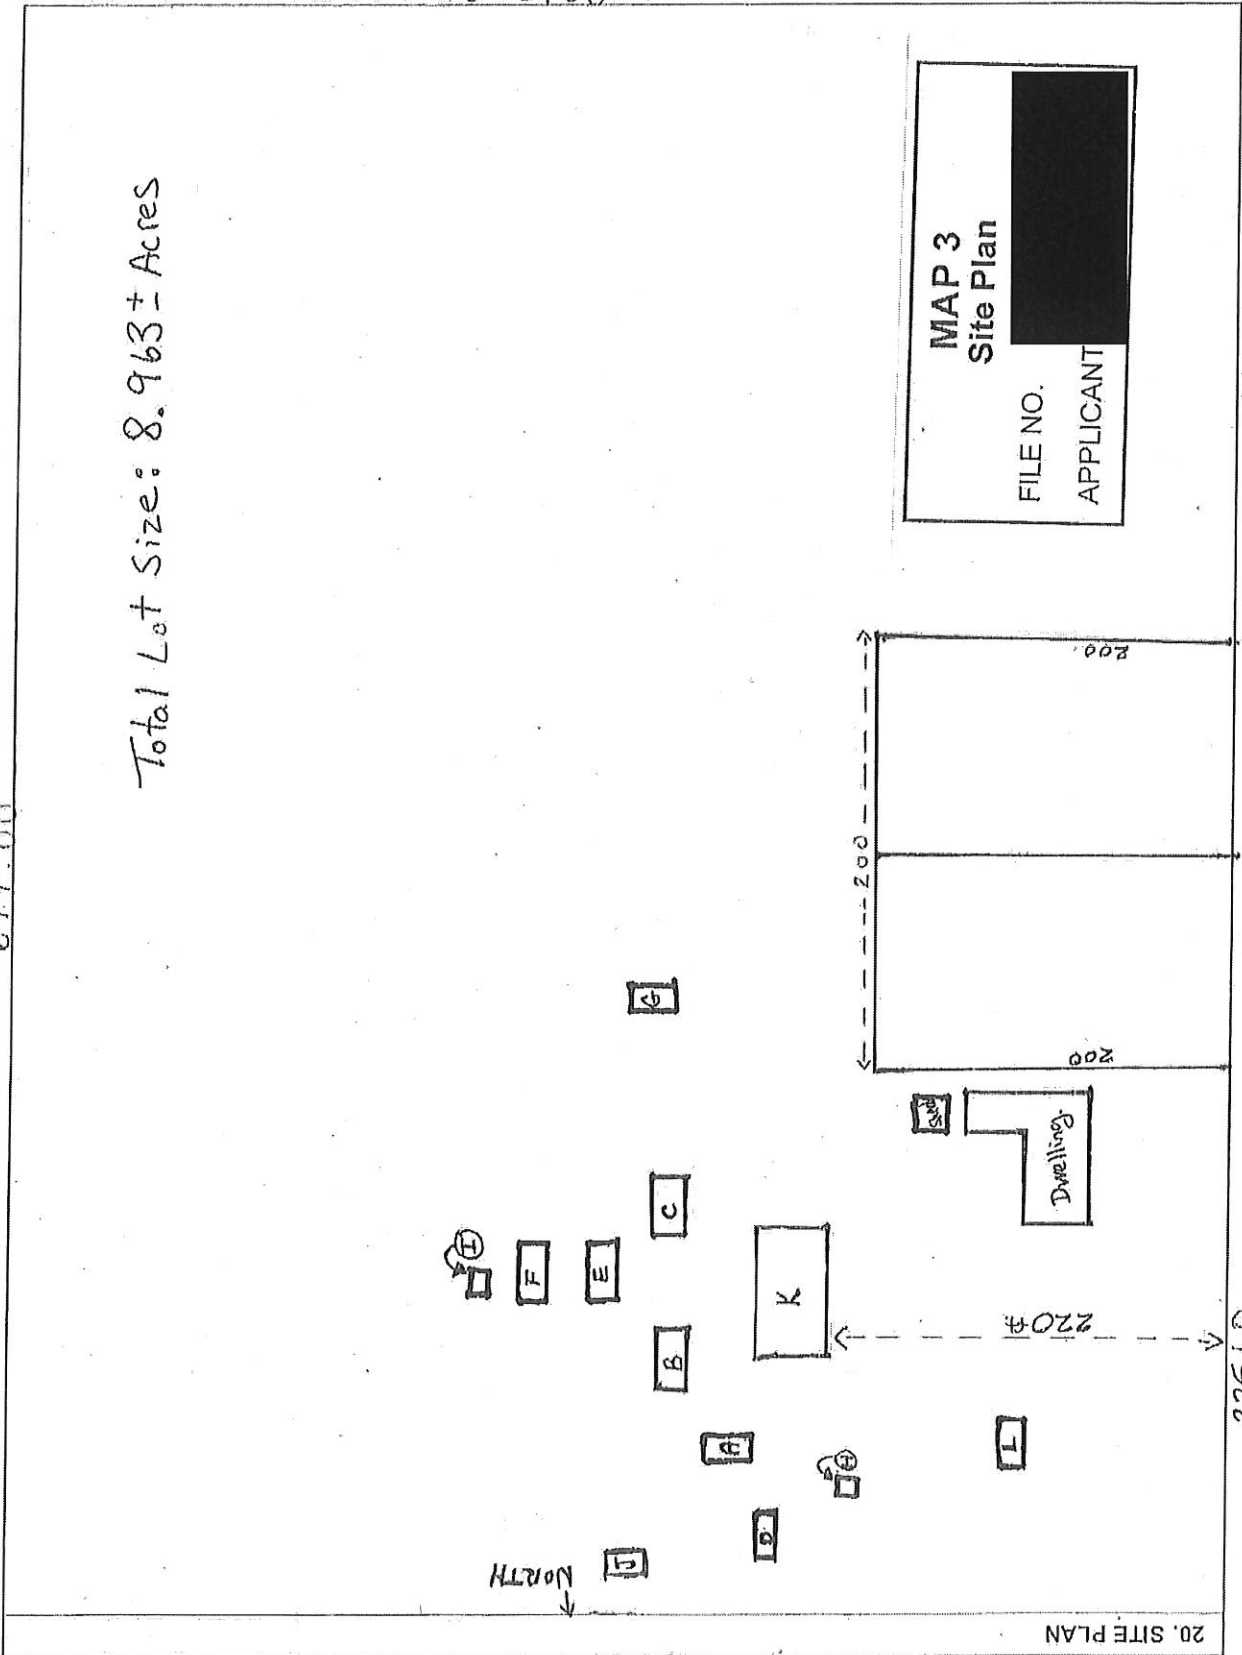 Total Lot Size: 8.963± Acres
MAP 3
Site Plan
FILE NO.
APPLICANT
200
200
200
G
Shed
Dwelling.
C
I
F
E
K
B
220 ft
A
H
L
D
J
NORTH
20. SITE PLAN